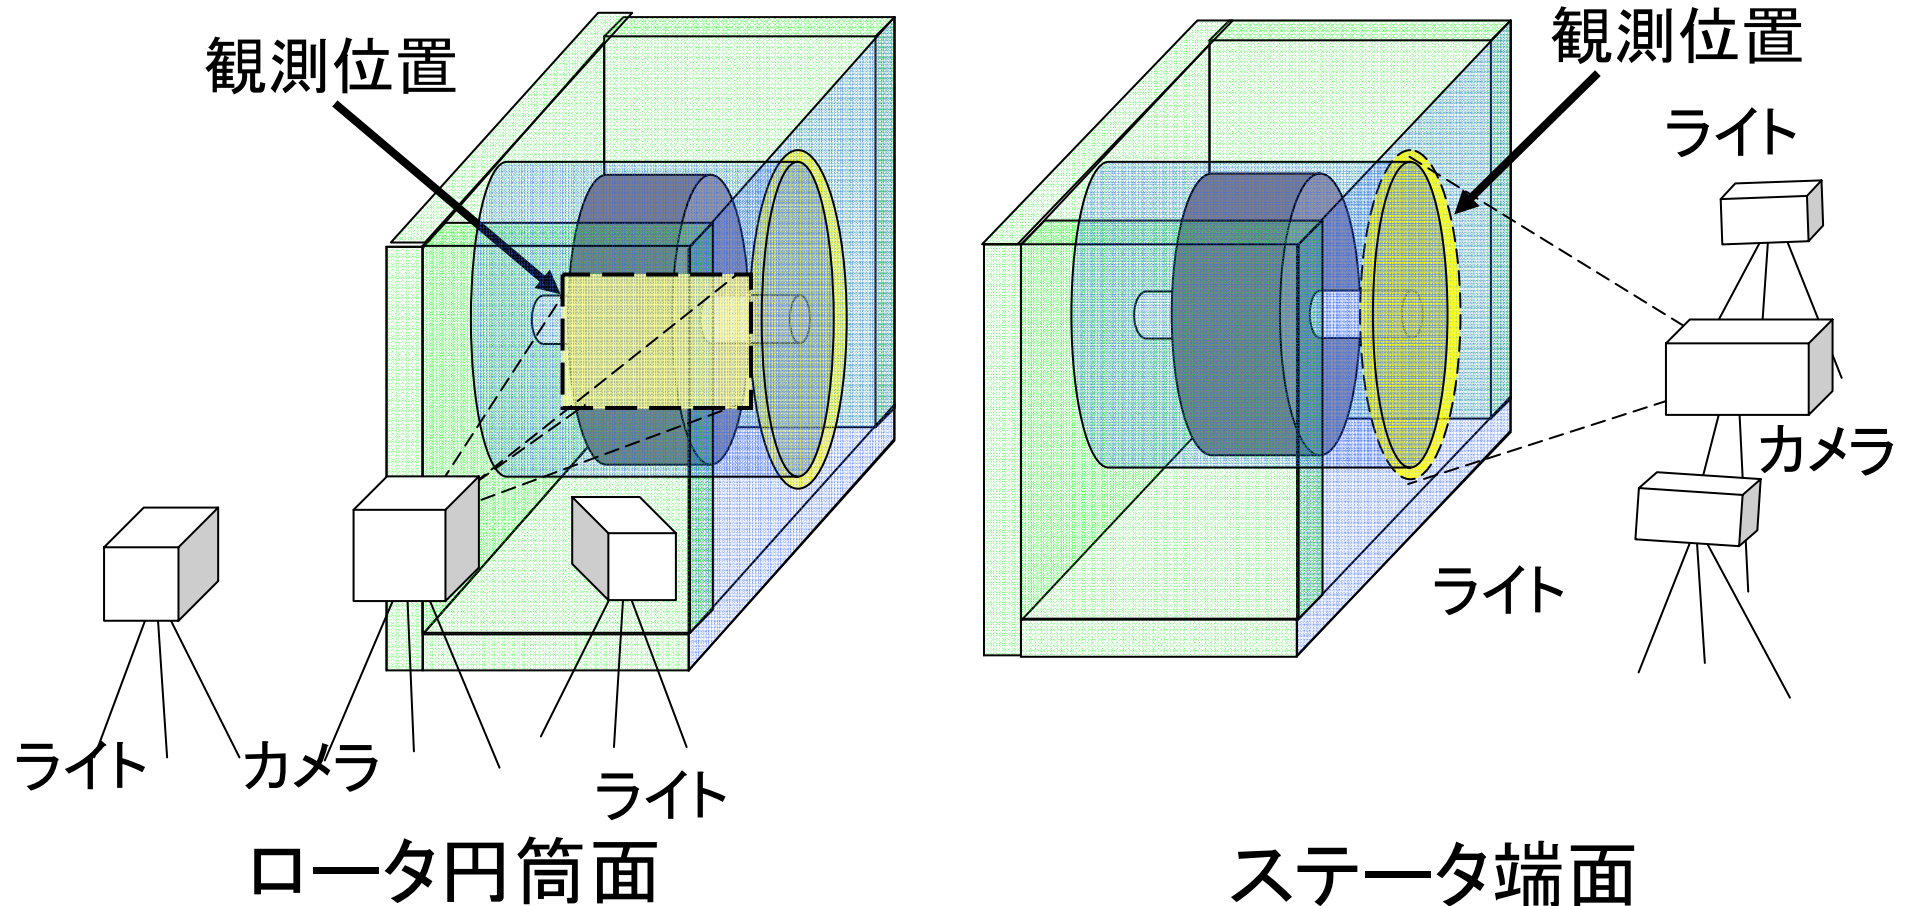 観測位置
ライト
カメラ
ライト
ロータ円筒面
観測位置
ライト
カメラ
ライト
ステータ端面